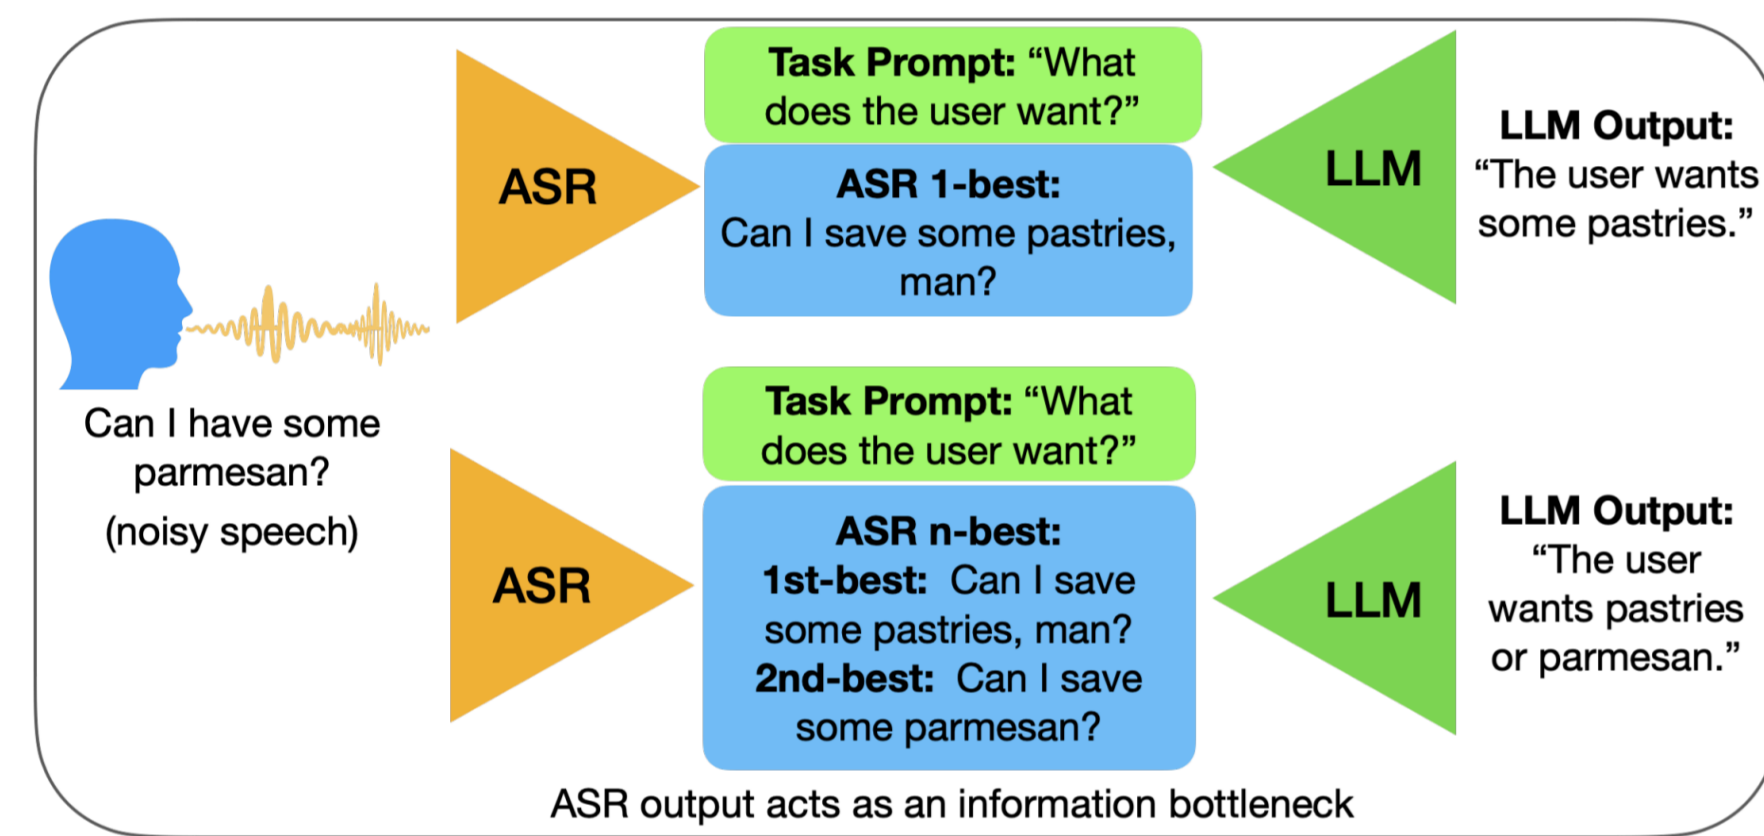 Can I have some
parmesan?
(noisy speech)
ASR
Task Prompt: “What
does the user want?”
ASR 1-best:
Can I save some pastries,
man?
LLM
LLM Output:
“The user wants
some pastries.”
ASR
Task Prompt: “What
does the user want?”
ASR n-best:
1st-best: Can I save
some pastries, man?
2nd-best: Can I save
some parmesan?
LLM
LLM Output:
“The user
wants pastries
or parmesan.”
ASR output acts as an information bottleneck